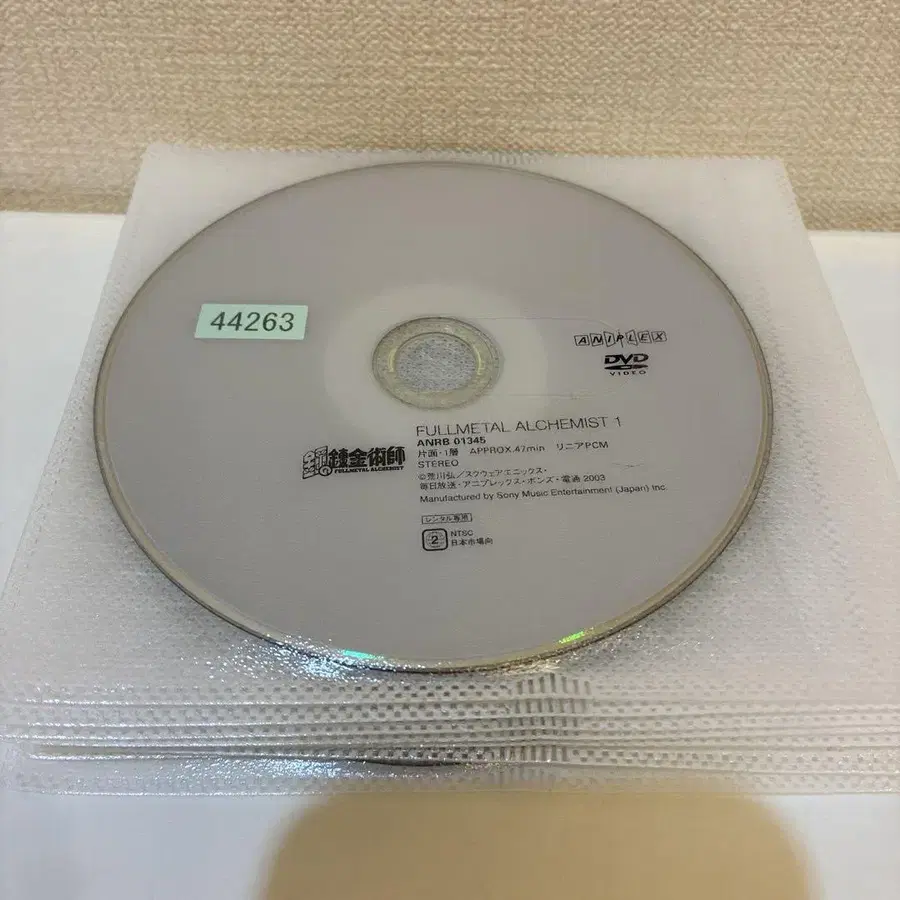 44263
ANIPLEX
DVD
VIDEO
FULLMETAL ALCHEMIST 1
ANRB 01345
片面・1層 APPROX.47min リニアPCM
STEREO
鋼の錬金術師
FULLMETAL ALCHEMIST
©荒川弘/スクウェアエニックス・
毎日放送・アニプレックス・ボンズ・電通 2003
Manufactured by Sony Music Entertainment (Japan) Inc.
レンタル専用
2
NTSC
日本市場向